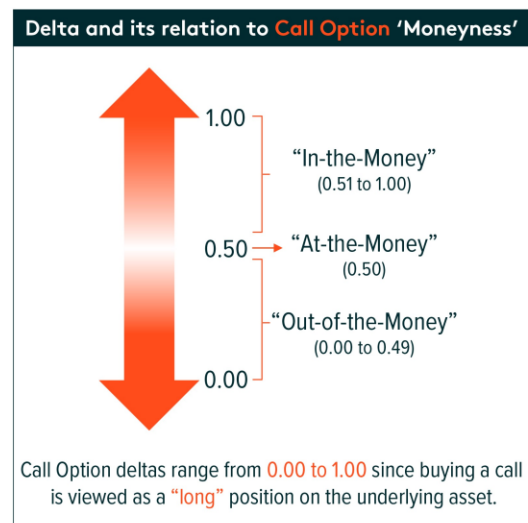 Delta and its relation to Call Option ‘Moneyness’
1.00
“In-the-Money”
(0.51 to 1.00)
0.50
“At-the-Money”
(0.50)
“Out-of-the-Money”
(0.00 to 0.49)
0.00
Call Option deltas range from 0.00 to 1.00 since buying a call
is viewed as a “long” position on the underlying asset.